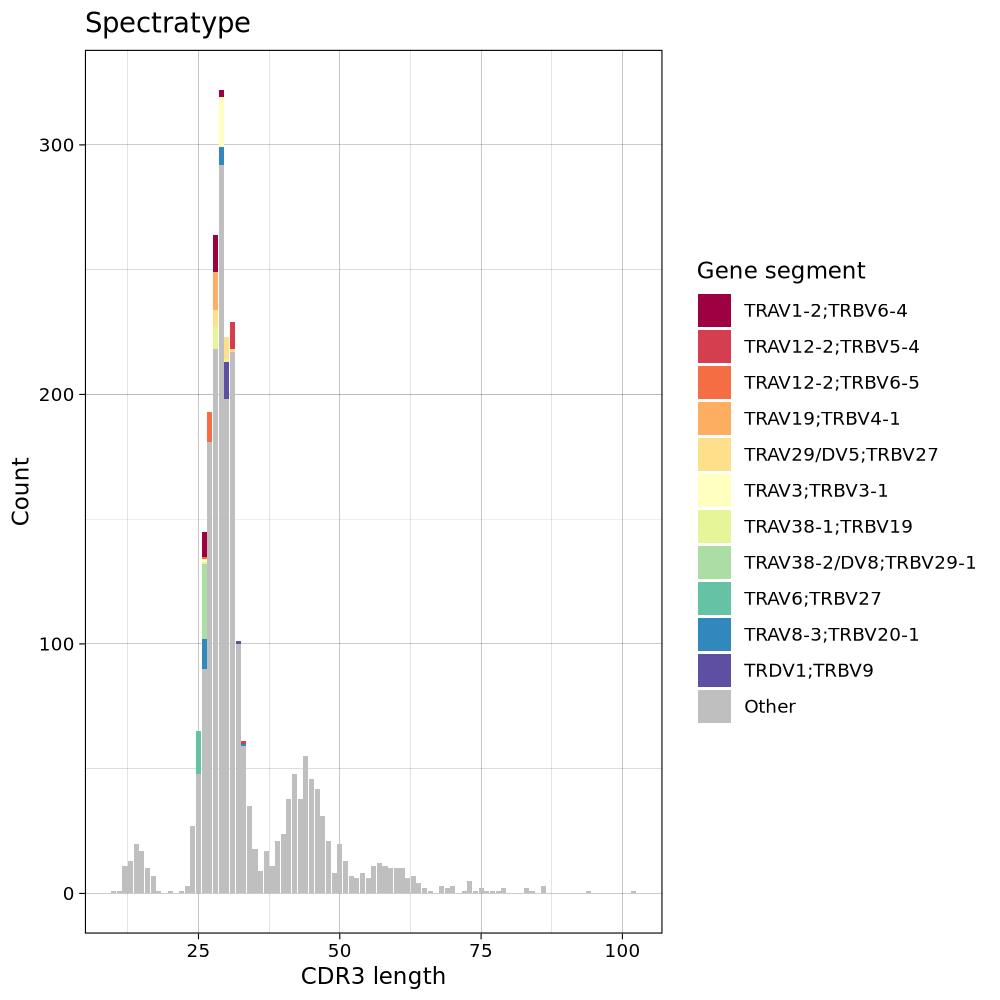 Spectratype
300
200
100
0
Count
25
50
75
100
CDR3 length
Gene segment
TRAV1-2;TRBV6-4
TRAV12-2;TRBV5-4
TRAV12-2;TRBV6-5
TRAV19;TRBV4-1
TRAV29/DV5;TRBV27
TRAV3;TRBV3-1
TRAV38-1;TRBV19
TRAV38-2/DV8;TRBV29-1
TRAV6;TRBV27
TRAV8-3;TRBV20-1
TRDV1;TRBV9
Other